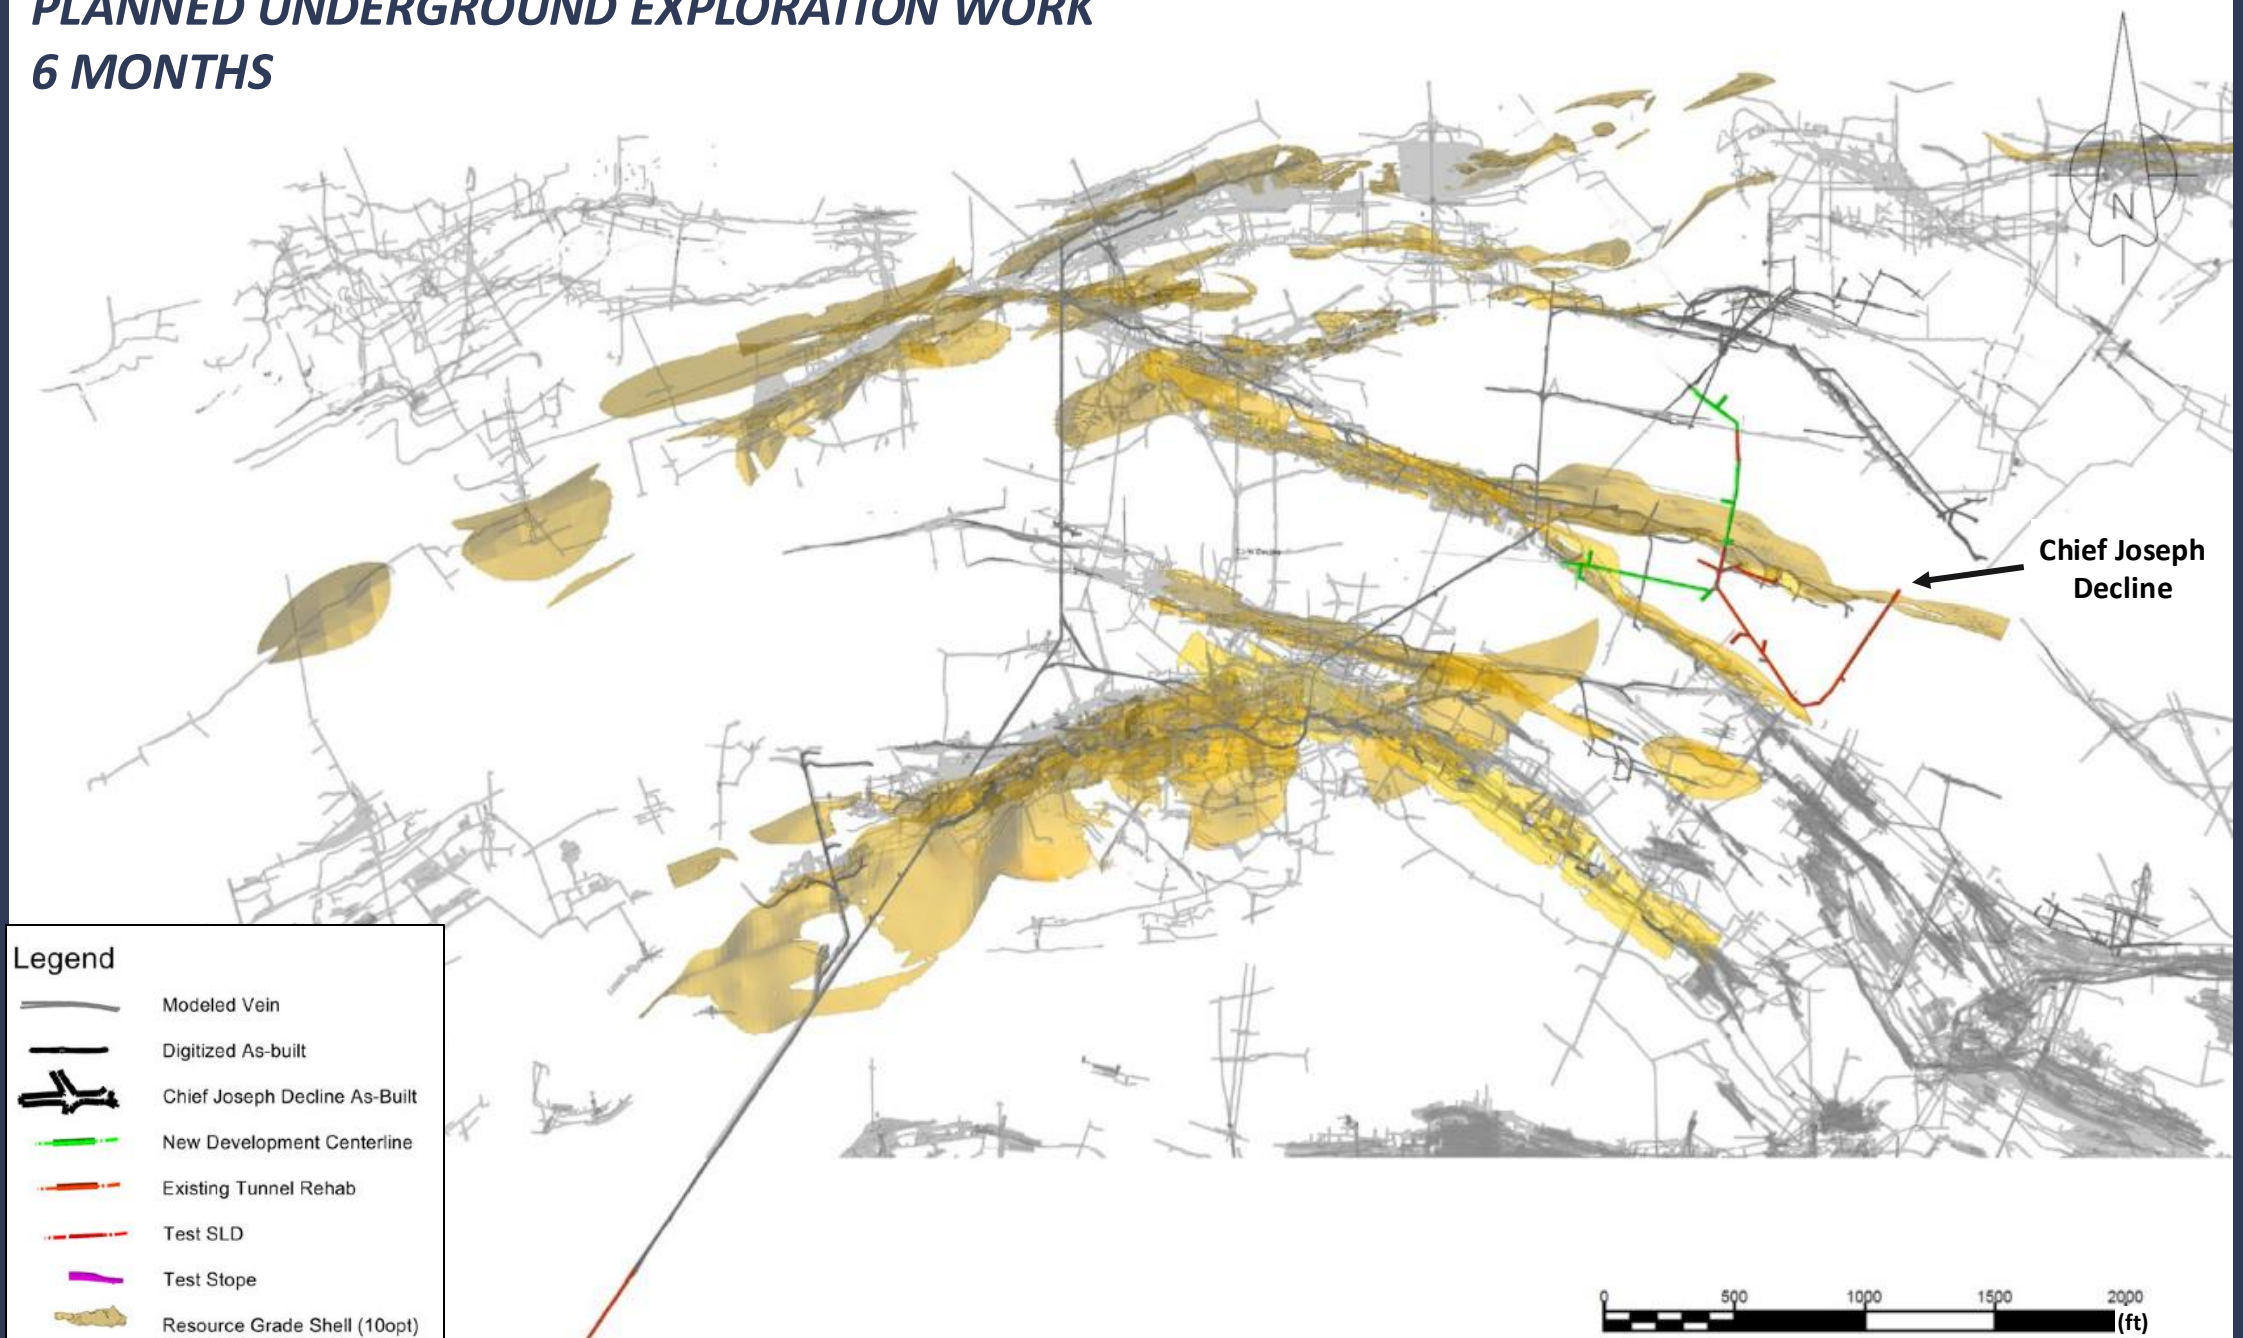 PLANNED UNDERGROUND EXPLORATION WORK
6 MONTHS
N
Chief Joseph
Decline
Legend
Modeled Vein
Digitized As-built
Chief Joseph Decline As-Built
New Development Centerline
Existing Tunnel Rehab
Test SLD
Test Stope
Resource Grade Shell (10opt)
0 500 1000 1500 2000
(ft)